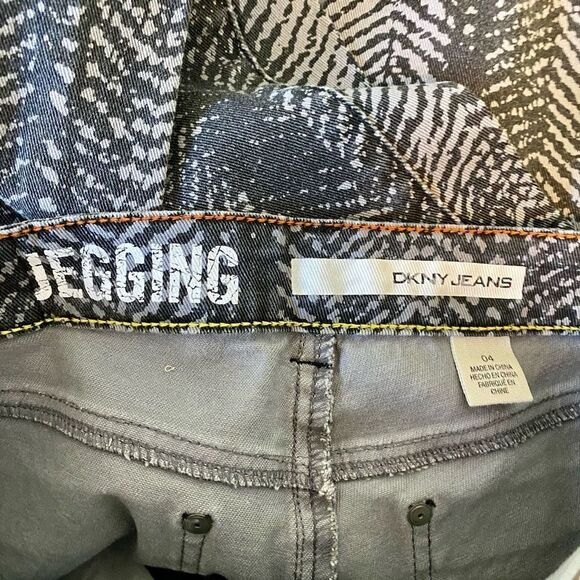 JEGGING
DKNY JEANS
04
MADE IN CHINA
HECHO EN CHINA
FABRIQUÉ EN
CHINE